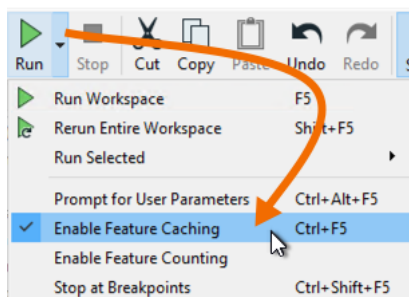 Run Stop Cut Copy Paste Undo Redo
Run Workspace F5
Rerun Entire Workspace Shift+F5
Run Selected
Prompt for User Parameters Ctrl+Alt+F5
Enable Feature Caching Ctrl+F5
Enable Feature Counting
Stop at Breakpoints Ctrl+Shift+F5